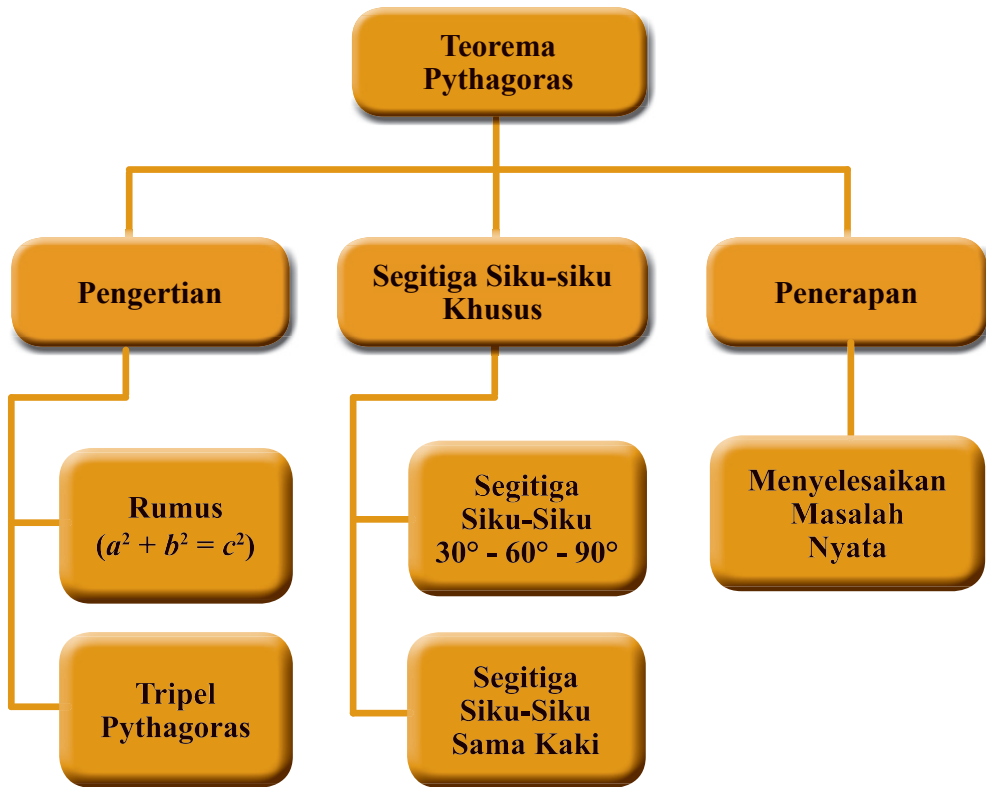 Teorema
Pythagoras
Pengertian
Segitiga Siku-siku
Khusus
Penerapan
Rumus
(a² + b² = c²)
Tripel
Pythagoras
Segitiga
Siku-Siku
30° - 60° - 90°
Segitiga
Siku-Siku
Sama Kaki
Menyelesaikan
Masalah
Nyata